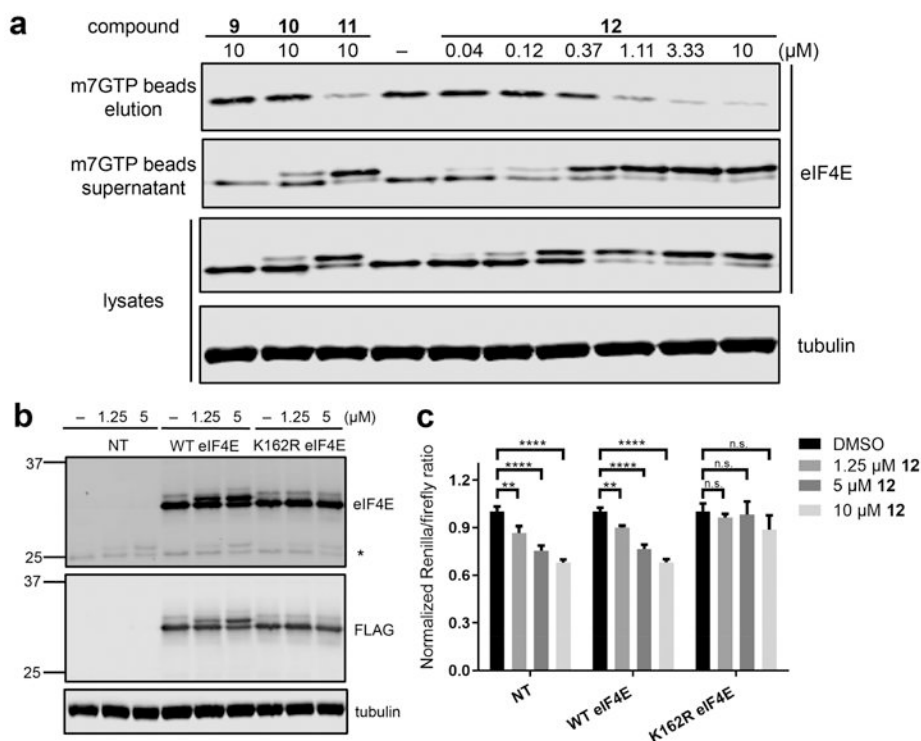 a
compound 9 10 11 12
10 10 10 – 0.04 0.12 0.37 1.11 3.33 10 (μM)
m7GTP beads
elution
m7GTP beads
supernatant
eIF4E
lysates
tubulin
b
– 1.25 5 – 1.25 5 – 1.25 5 (μM)
NT WT eIF4E K162R eIF4E
37
eIF4E
25
*
37
FLAG
25
tubulin
c
Normalized Renilla/firefly ratio
1.2
0.9
0.6
0.3
0.0
****
****
**
****
****
**
n.s.
n.s.
n.s.
NT
WT eIF4E
K162R eIF4E
DMSO
1.25 μM 12
5 μM 12
10 μM 12